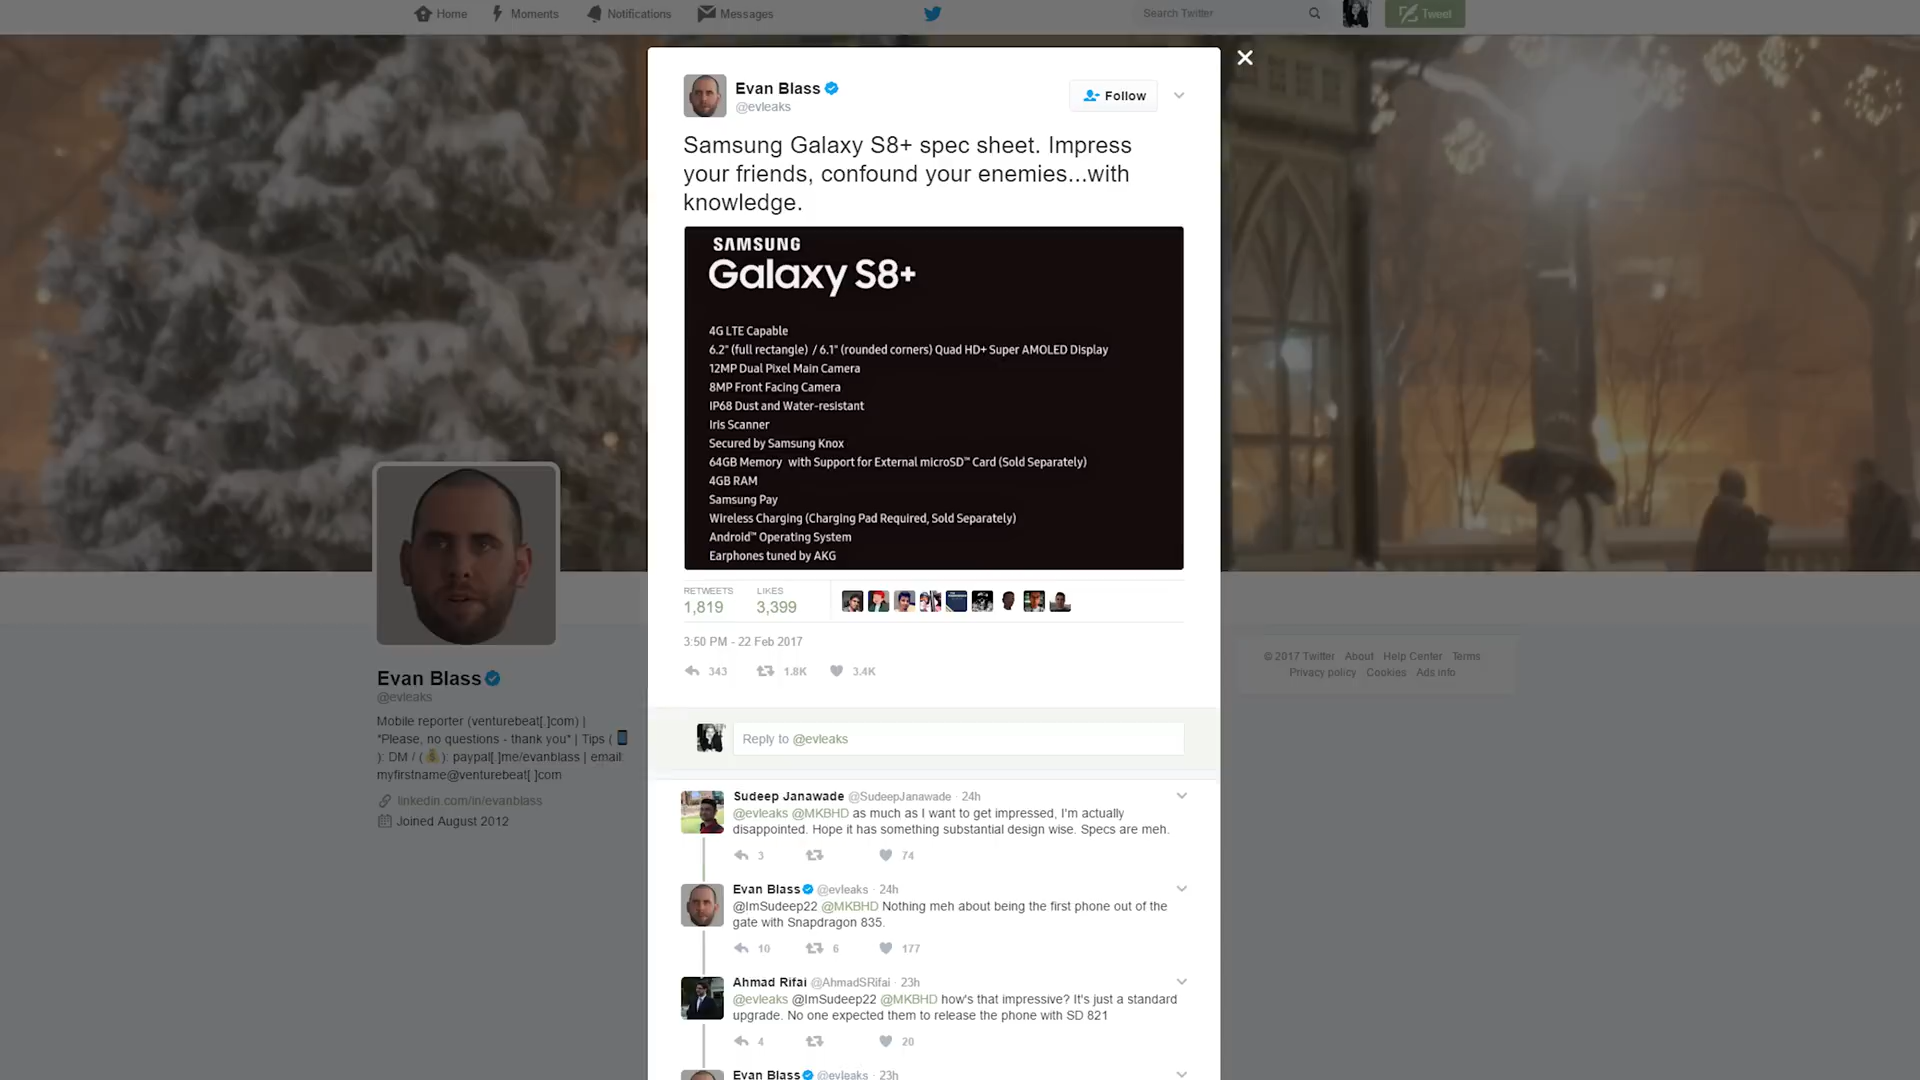 Home
Moments
Notifications
Messages
Search Twitter
Tweet
Evan Blass
@evleaks
Follow
Samsung Galaxy S8+ spec sheet. Impress
your friends, confound your enemies...with
knowledge.
SAMSUNG
Galaxy S8+
4G LTE Capable
6.2" (full rectangle) / 6.1" (rounded corners) Quad HD+ Super AMOLED Display
12MP Dual Pixel Main Camera
8MP Front Facing Camera
IP68 Dust and Water-resistant
Iris Scanner
Secured by Samsung Knox
64GB Memory with Support for External microSD™ Card (Sold Separately)
4GB RAM
Samsung Pay
Wireless Charging (Charging Pad Required, Sold Separately)
Android™ Operating System
Earphones tuned by AKG
RETWEETS
1,819
LIKES
3,399
3:50 PM - 22 Feb 2017
343
1.8K
3.4K
Reply to @evleaks
Sudeep Janawade @SudeepJanawade · 24h
@evleaks @MKBHD as much as I want to get impressed, I'm actually
disappointed. Hope it has something substantial design wise. Specs are meh.
3
74
Evan Blass @evleaks · 24h
@ImSudeep22 @MKBHD Nothing meh about being the first phone out of the
gate with Snapdragon 835.
10
6
177
Ahmad Rifai @AhmadSRifai · 23h
@evleaks @ImSudeep22 @MKBHD how's that impressive? It's just a standard
upgrade. No one expected them to release the phone with SD 821
4
20
Evan Blass @evleaks · 23h
Evan Blass
@evleaks
Mobile reporter (venturebeat[.]com) |
*Please, no questions - thank you* | Tips (
): DM / ( ): paypal[.]me/evanblass | email:
myfirstname@venturebeat[.]com
linkedin.com/in/evanblass
Joined August 2012
© 2017 Twitter About Help Center Terms
Privacy policy Cookies Ads info